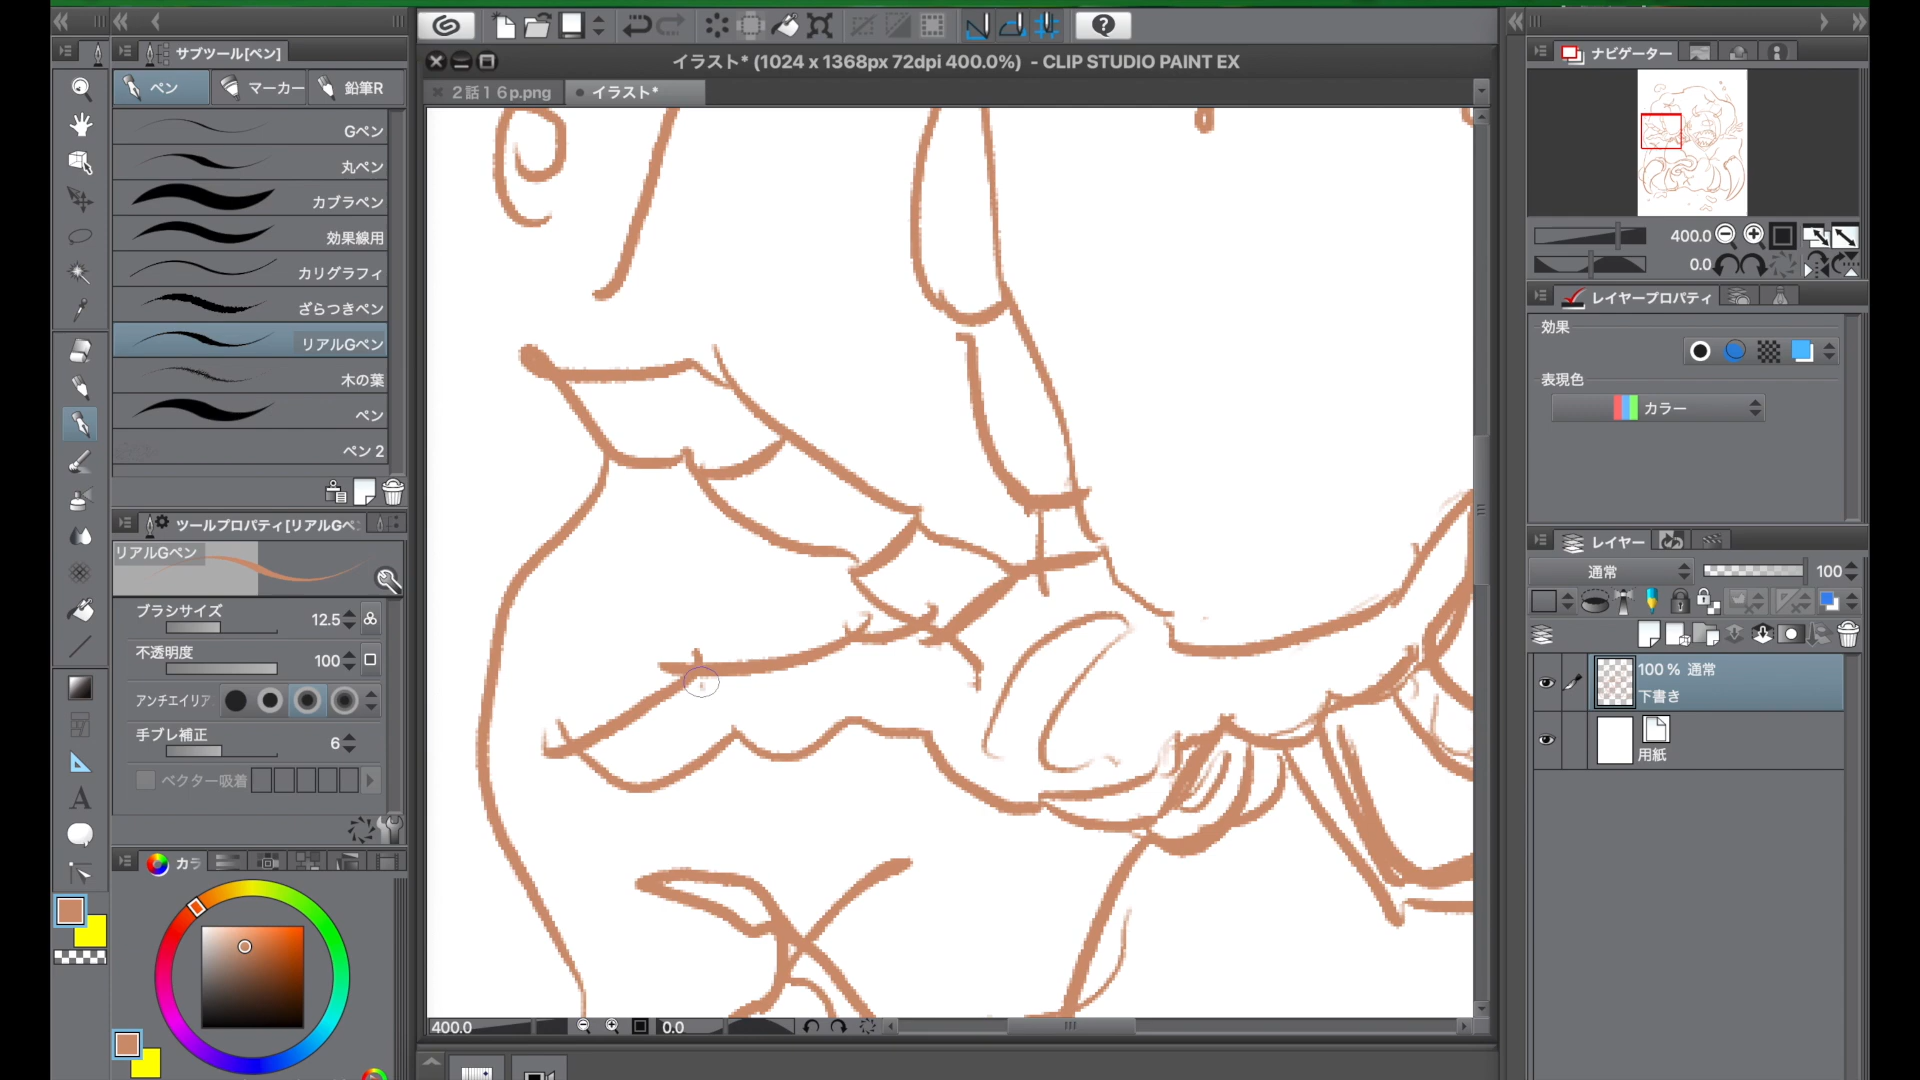 サブツール[ペン]
ペン
マーカー
鉛筆R
Gペン
丸ペン
カブラペン
効果線用
カリグラフィ
ざらつきペン
リアルGペン
木の葉
ペン
ペン 2
ツールプロパティ[リアルGペ
リアルGペン
ブラシサイズ
12.5
不透明度
100
アンチエイリア
手ブレ補正
6
ベクター吸着
カラ
イラスト* (1024 x 1368px 72dpi 400.0%) - CLIP STUDIO PAINT EX
2話16p.png
イラスト*
400.0
0.0
ナビゲーター
400.0
0.0
レイヤープロパティ
効果
表現色
カラー
レイヤー
通常
100
100 % 通常
下書き
用紙